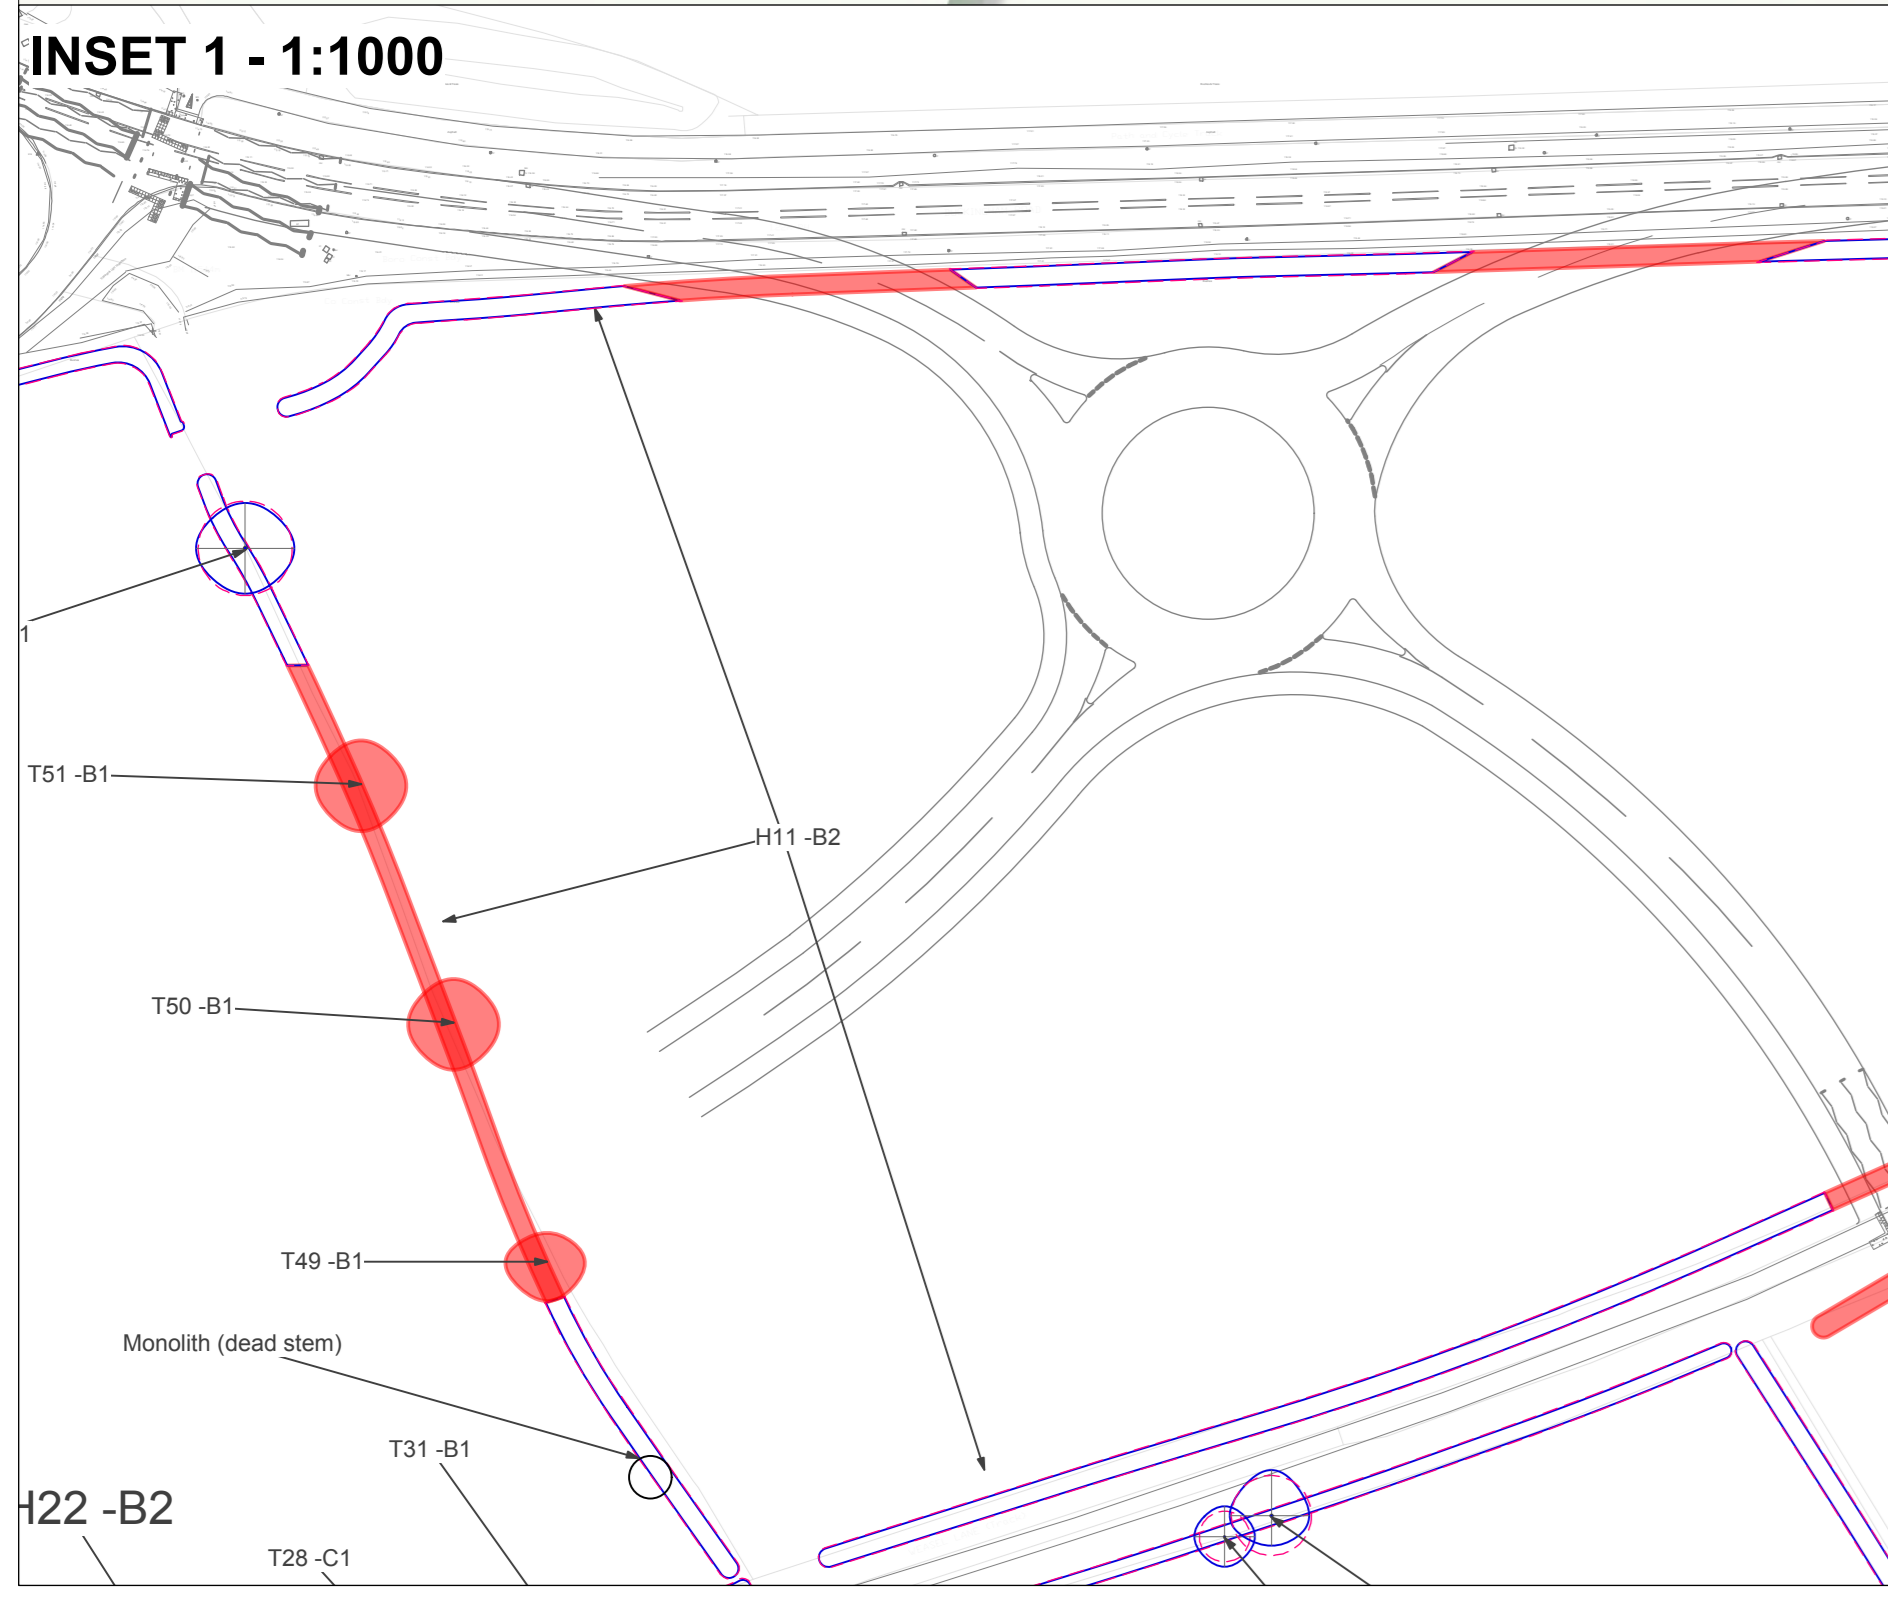 INSET 1 - 1:1000
1
T51 -B1
H11 -B2
T50 -B1
T49 -B1
Monolith (dead stem)
T31 -B1
H22 -B2
T28 -C1